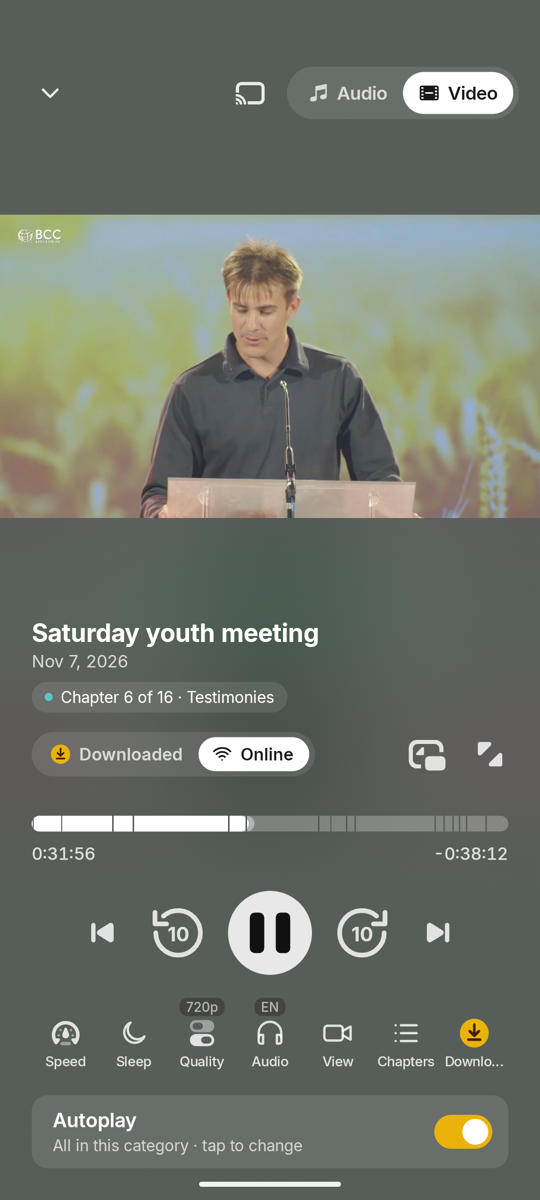 Audio
Video
BCC
Saturday youth meeting
Nov 7, 2026
Chapter 6 of 16 · Testimonies
Downloaded
Online
0:31:56
-0:38:12
10
10
720p
EN
Speed
Sleep
Quality
Audio
View
Chapters
Downlo...
Autoplay
All in this category · tap to change